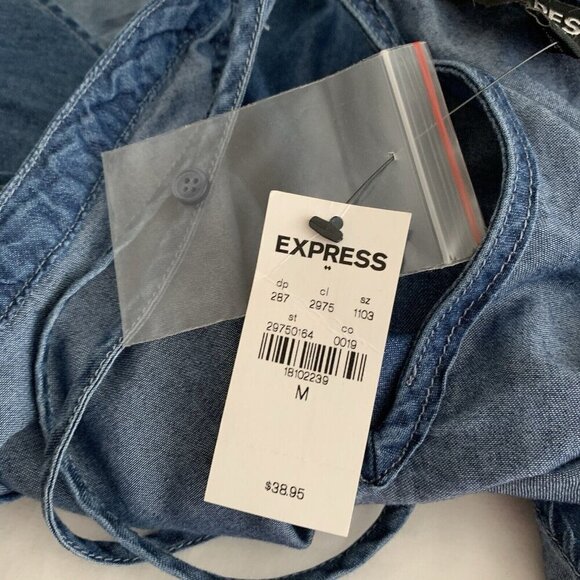 EXPRESS
dp cl sz
287 2975 1103
st co
29750164 0019
18102239
M
$38.95